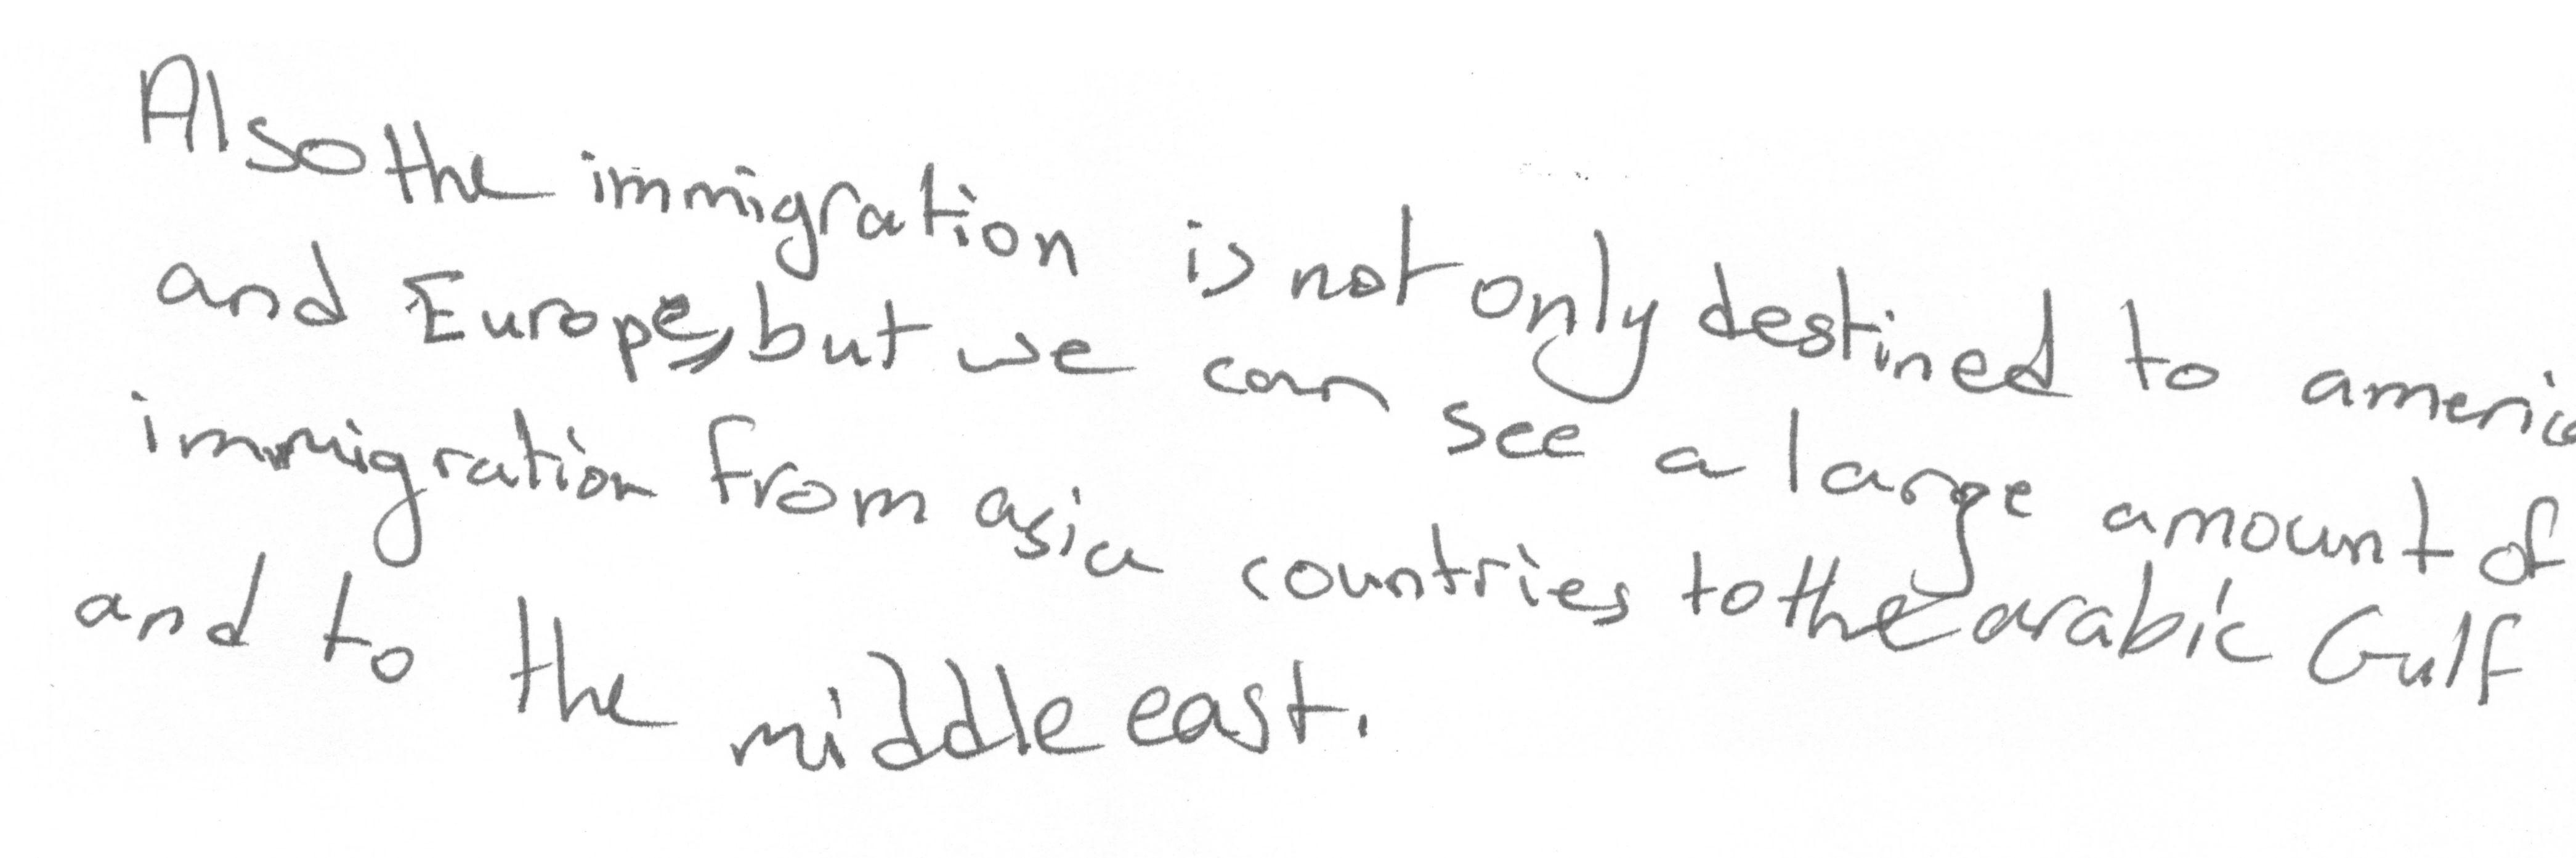 Also the immigration is not only destined to america
and Europe, but we can see a large amount of
immigration from asia countries to the arabic Gulf
and to the middle east.